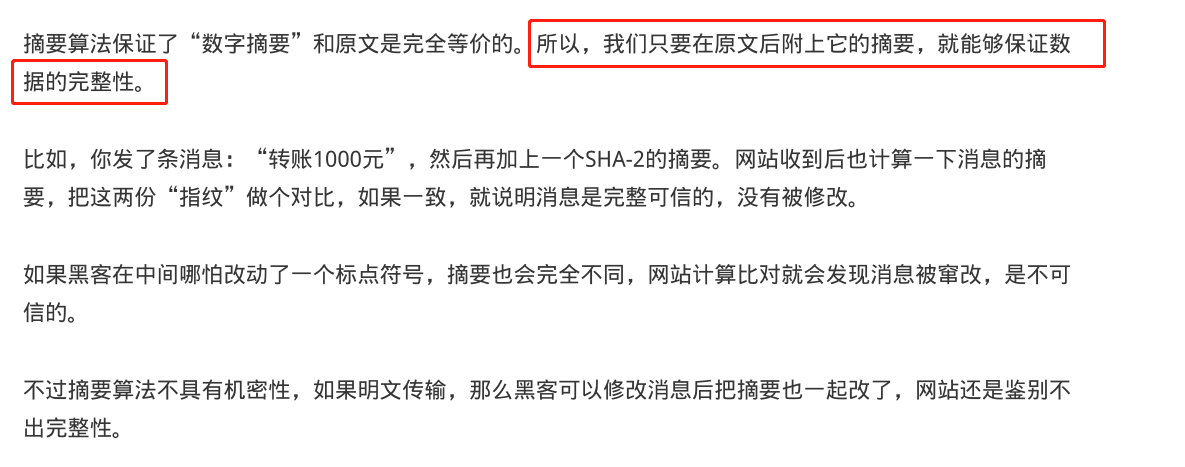 摘要算法保证了“数字摘要”和原文是完全等价的。所以，我们只要在原文后附上它的摘要，就能够保证数
据的完整性。
比如，你发了条消息：“转账1000元”，然后再加上一个SHA-2的摘要。网站收到后也计算一下消息的摘
要，把这两份“指纹”做个对比，如果一致，就说明消息是完整可信的，没有被修改。
如果黑客在中间哪怕改动了一个标点符号，摘要也会完全不同，网站计算比对就会发现消息被窜改，是不可
信的。
不过摘要算法不具有机密性，如果明文传输，那么黑客可以修改消息后把摘要也一起改了，网站还是鉴别不
出完整性。